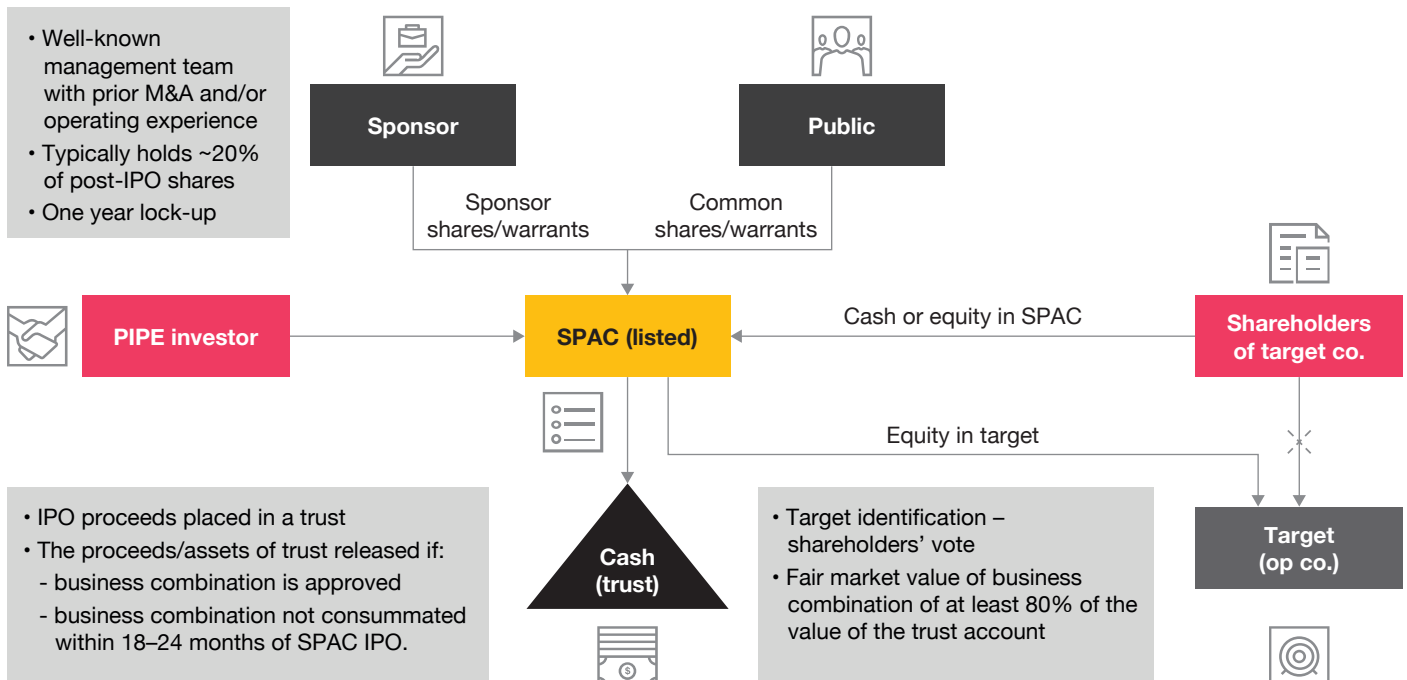 • Well-known
management team
with prior M&A and/or
operating experience
• Typically holds ~20%
of post-IPO shares
• One year lock-up
Sponsor
Public
Sponsor
shares/warrants
Common
shares/warrants
PIPE investor
SPAC (listed)
Cash or equity in SPAC
Shareholders
of target co.
Equity in target
• IPO proceeds placed in a trust
• The proceeds/assets of trust released if:
- business combination is approved
- business combination not consummated
within 18–24 months of SPAC IPO.
Cash
(trust)
$
• Target identification –
shareholders’ vote
• Fair market value of business
combination of at least 80% of the
value of the trust account
Target
(op co.)